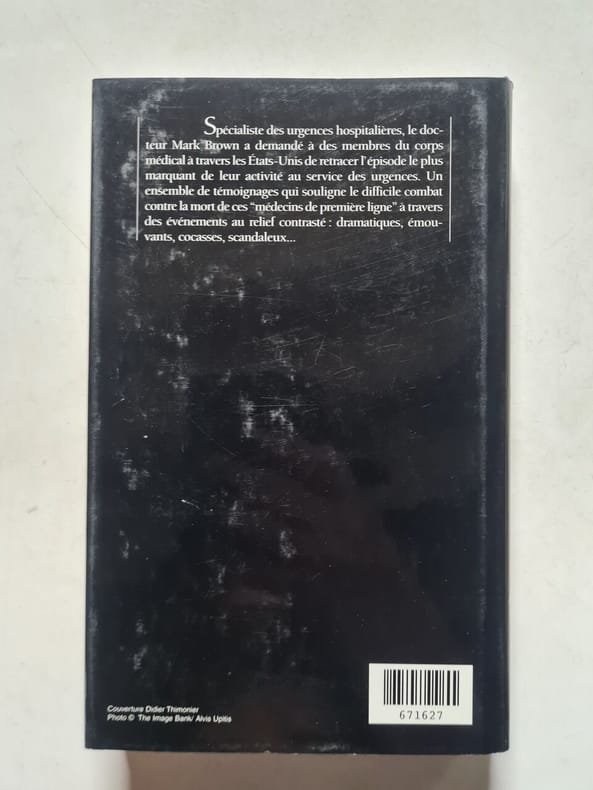 Spécialiste des urgences hospitalières, le doc-
teur Mark Brown a demandé à des membres du corps
médical à travers les États-Unis de retracer l'épisode le plus
marquant de leur activité au service des urgences. Un
ensemble de témoignages qui souligne le difficile combat
contre la mort de ces "médecins de première ligne" à travers
des événements au relief contrasté : dramatiques, émou-
vants, cocasses, scandaleux...
671627
Couverture Didier Thimonier
Photo © The Image Bank/ Alvis Upitis